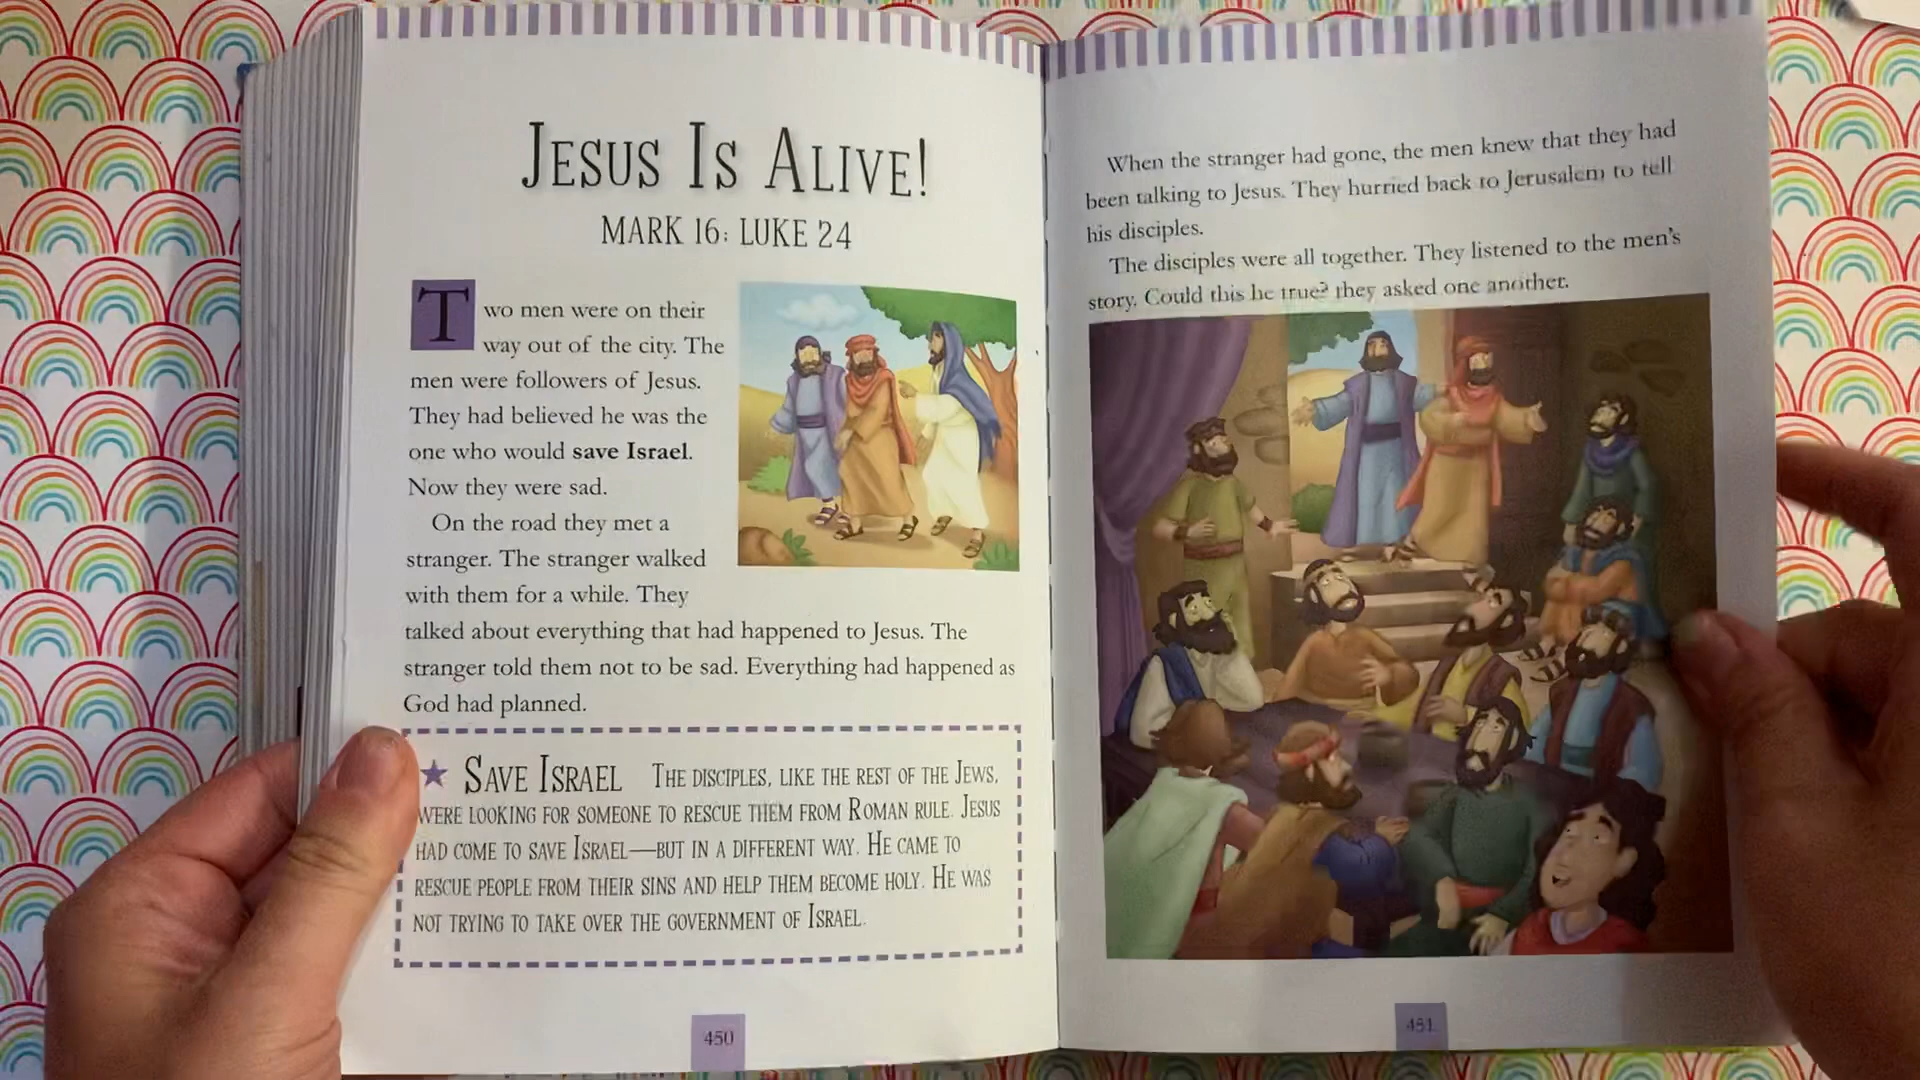 JESUS IS ALIVE!
MARK 16: LUKE 24
Two men were on their
way out of the city. The
men were followers of Jesus.
They had believed he was the
one who would save Israel.
Now they were sad.
On the road they met a
stranger. The stranger walked
with them for a while. They
talked about everything that had happened to Jesus. The
stranger told them not to be sad. Everything had happened as
God had planned.
★ SAVE ISRAEL THE DISCIPLES, LIKE THE REST OF THE JEWS,
WERE LOOKING FOR SOMEONE TO RESCUE THEM FROM ROMAN RULE. JESUS
HAD COME TO SAVE ISRAEL—BUT IN A DIFFERENT WAY. HE CAME TO
RESCUE PEOPLE FROM THEIR SINS AND HELP THEM BECOME HOLY. HE WAS
NOT TRYING TO TAKE OVER THE GOVERNMENT OF ISRAEL.
450
When the stranger had gone, the men knew that they had
been talking to Jesus. They hurried back to Jerusalem to tell
his disciples.
The disciples were all together. They listened to the men's
story. Could this be true? they asked one another.
451